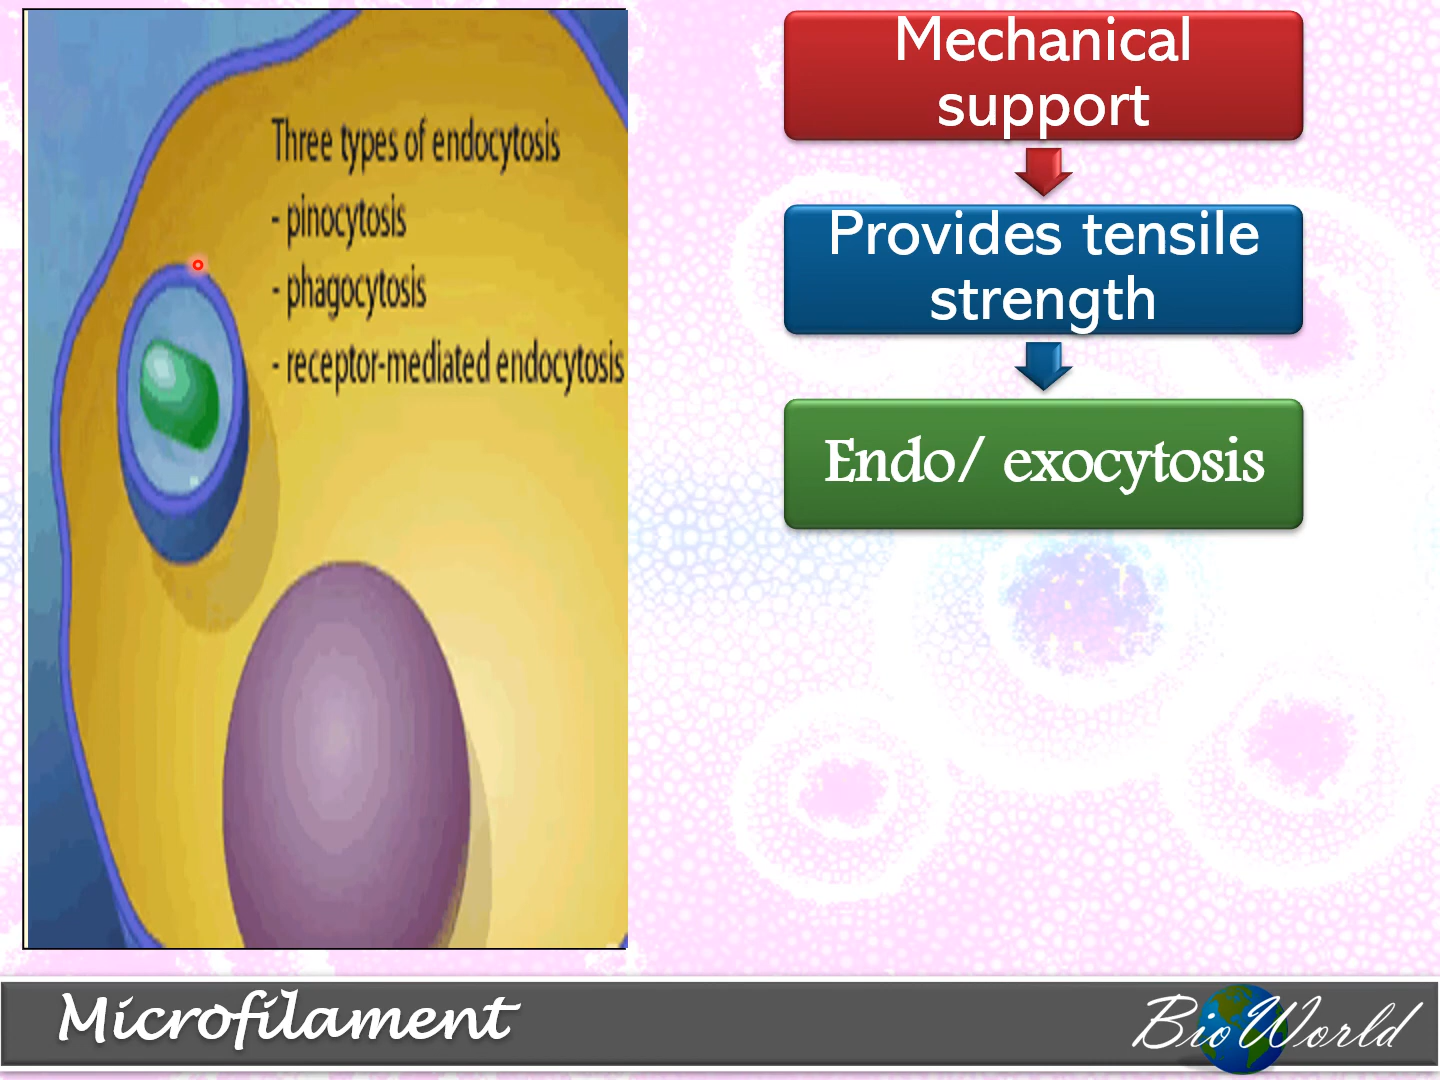 Three types of endocytosis
- pinocytosis
- phagocytosis
- receptor-mediated endocytosis
Mechanical
support
Provides tensile
strength
Endo/ exocytosis
Microfilament
BioWorld